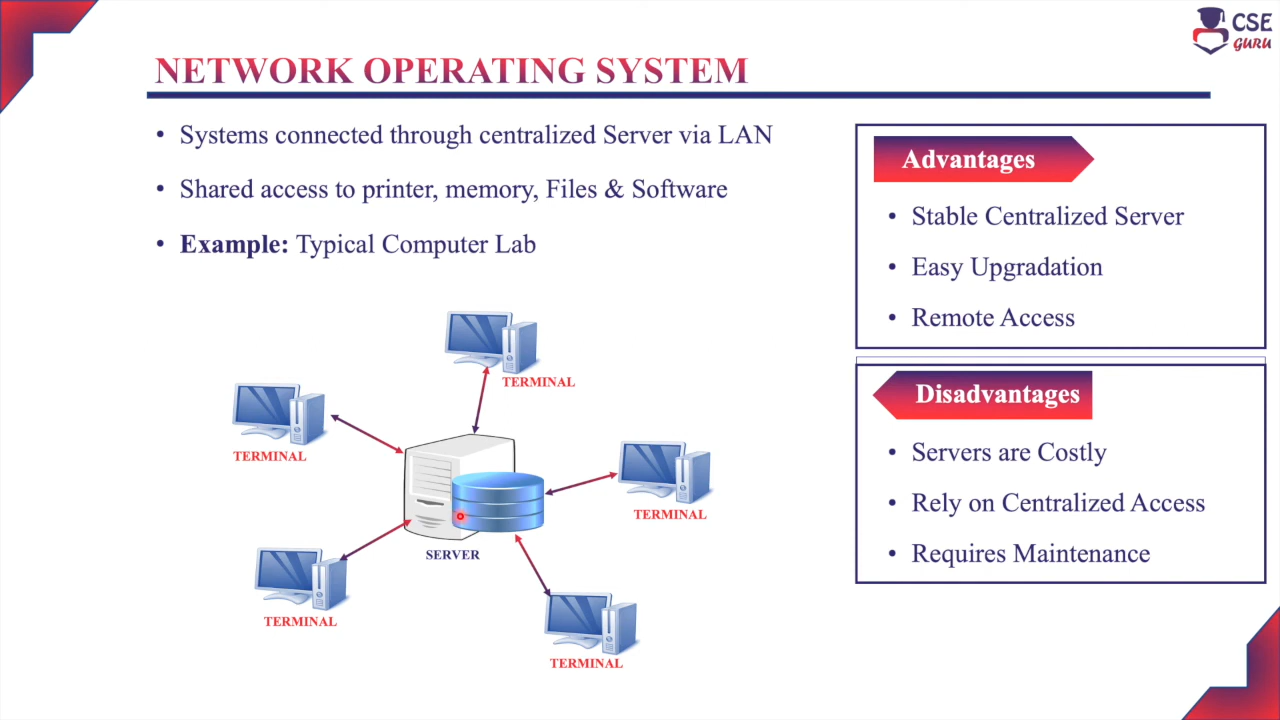 CSE
GURU
NETWORK OPERATING SYSTEM
• Systems connected through centralized Server via LAN
• Shared access to printer, memory, Files & Software
• Example: Typical Computer Lab
TERMINAL
TERMINAL
TERMINAL
SERVER
TERMINAL
TERMINAL
Advantages
• Stable Centralized Server
• Easy Upgradation
• Remote Access
Disadvantages
• Servers are Costly
• Rely on Centralized Access
• Requires Maintenance